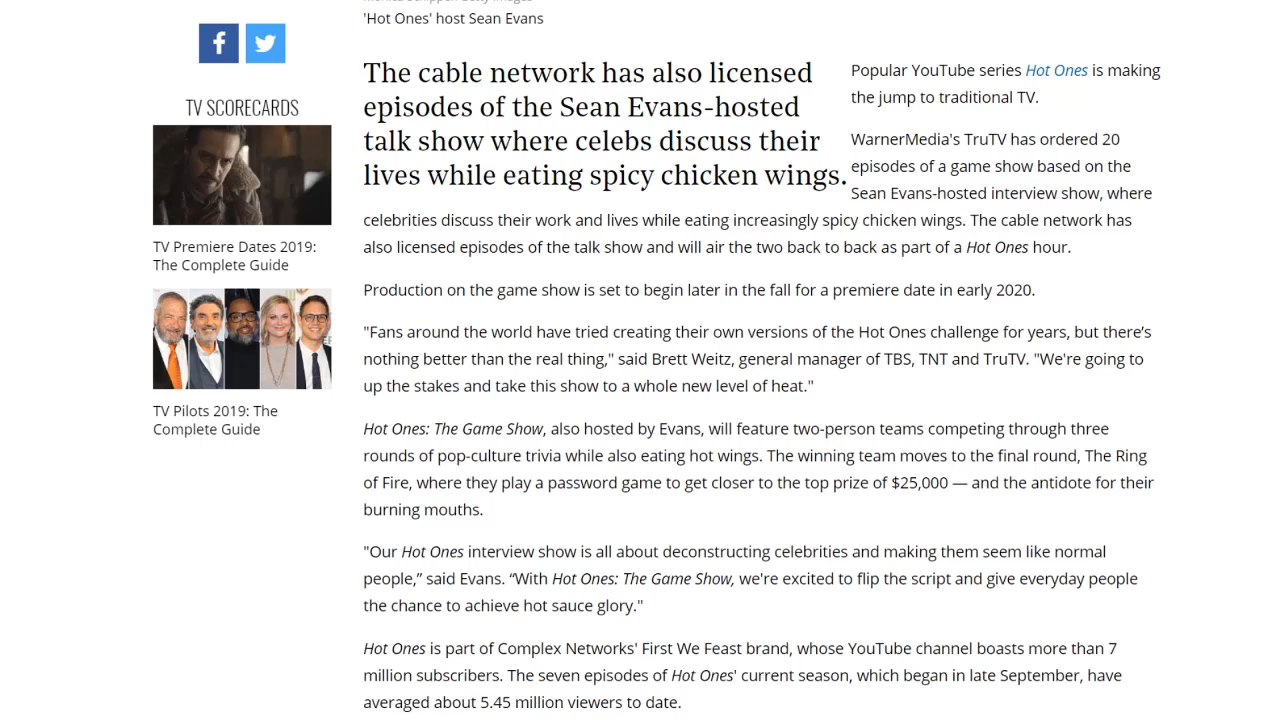 'Hot Ones' host Sean Evans
TV SCORECARDS
TV Premiere Dates 2019:
The Complete Guide
TV Pilots 2019: The
Complete Guide
The cable network has also licensed
episodes of the Sean Evans-hosted
talk show where celebs discuss their
lives while eating spicy chicken wings.
Popular YouTube series Hot Ones is making
the jump to traditional TV.
WarnerMedia's TruTV has ordered 20
episodes of a game show based on the
Sean Evans-hosted interview show, where
celebrities discuss their work and lives while eating increasingly spicy chicken wings. The cable network has
also licensed episodes of the talk show and will air the two back to back as part of a Hot Ones hour.
Production on the game show is set to begin later in the fall for a premiere date in early 2020.
"Fans around the world have tried creating their own versions of the Hot Ones challenge for years, but there’s
nothing better than the real thing," said Brett Weitz, general manager of TBS, TNT and TruTV. "We're going to
up the stakes and take this show to a whole new level of heat."
Hot Ones: The Game Show, also hosted by Evans, will feature two-person teams competing through three
rounds of pop-culture trivia while also eating hot wings. The winning team moves to the final round, The Ring
of Fire, where they play a password game to get closer to the top prize of $25,000 — and the antidote for their
burning mouths.
"Our Hot Ones interview show is all about deconstructing celebrities and making them seem like normal
people,” said Evans. “With Hot Ones: The Game Show, we're excited to flip the script and give everyday people
the chance to achieve hot sauce glory."
Hot Ones is part of Complex Networks' First We Feast brand, whose YouTube channel boasts more than 7
million subscribers. The seven episodes of Hot Ones' current season, which began in late September, have
averaged about 5.45 million viewers to date.